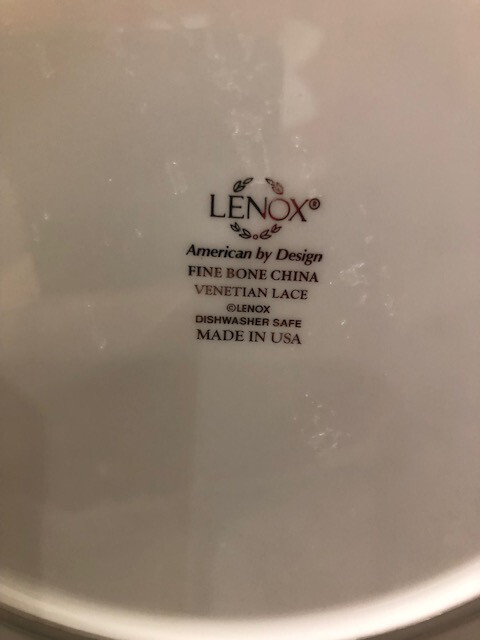 LENOX®
American by Design
FINE BONE CHINA
VENETIAN LACE
©LENOX
DISHWASHER SAFE
MADE IN USA